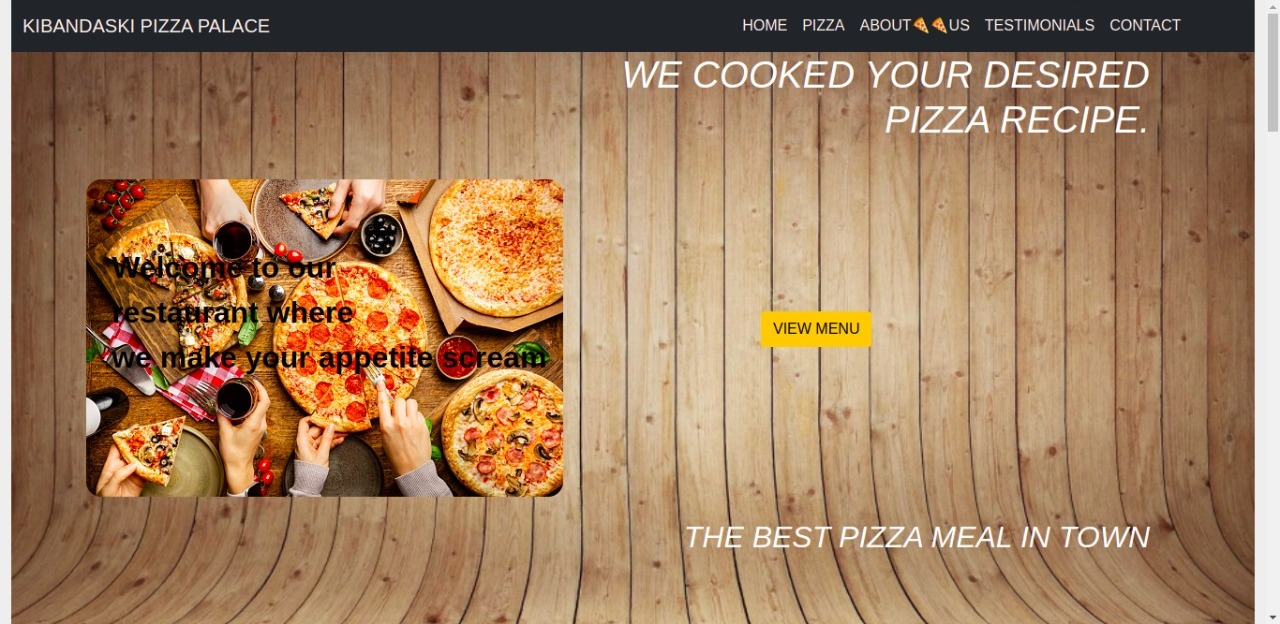 KIBANDASKI PIZZA PALACE
HOME PIZZA ABOUT🍕🍕US TESTIMONIALS CONTACT
WE COOKED YOUR DESIRED
PIZZA RECIPE.
Welcome to our
restaurant where
we make your appetite scream
VIEW MENU
THE BEST PIZZA MEAL IN TOWN